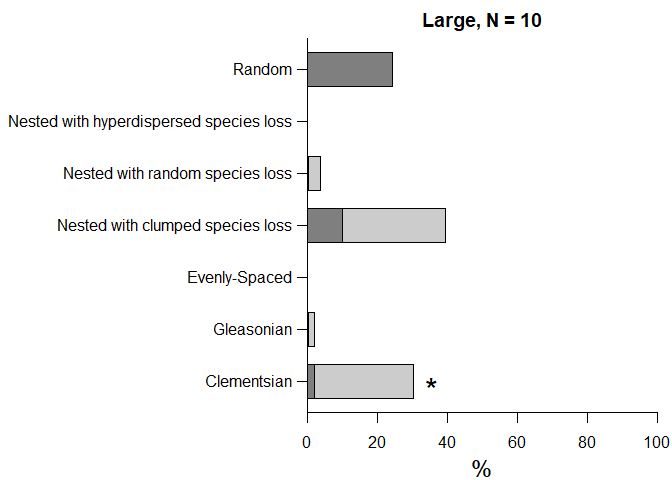 Large, N = 10
Random
Nested with hyperdispersed species loss
Nested with random species loss
Nested with clumped species loss
Evenly-Spaced
Gleasonian
Clementsian
*
0 20 40 60 80 100
%